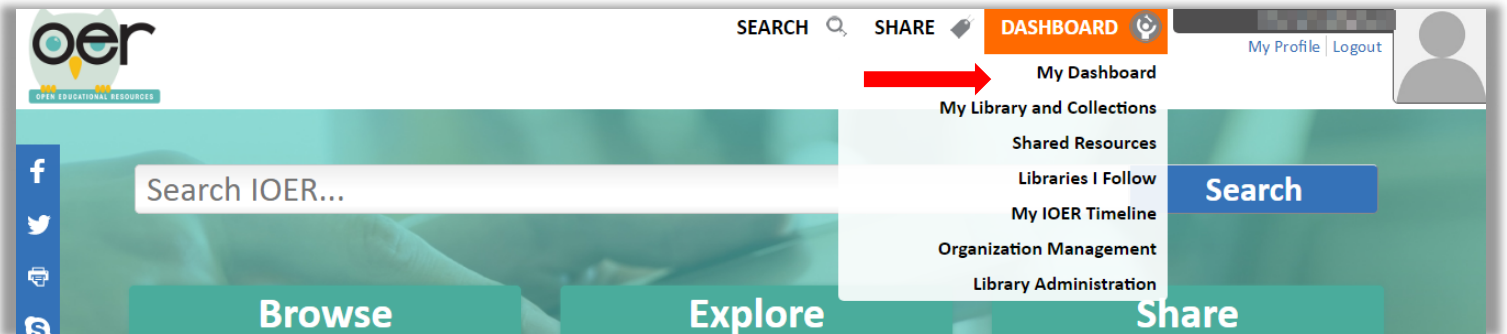 oer
OPEN EDUCATIONAL RESOURCES
SEARCH SHARE DASHBOARD
My Profile | Logout
My Dashboard
My Library and Collections
Shared Resources
Libraries I Follow
My IOER Timeline
Organization Management
Library Administration
Search IOER... Search
Browse Explore Share